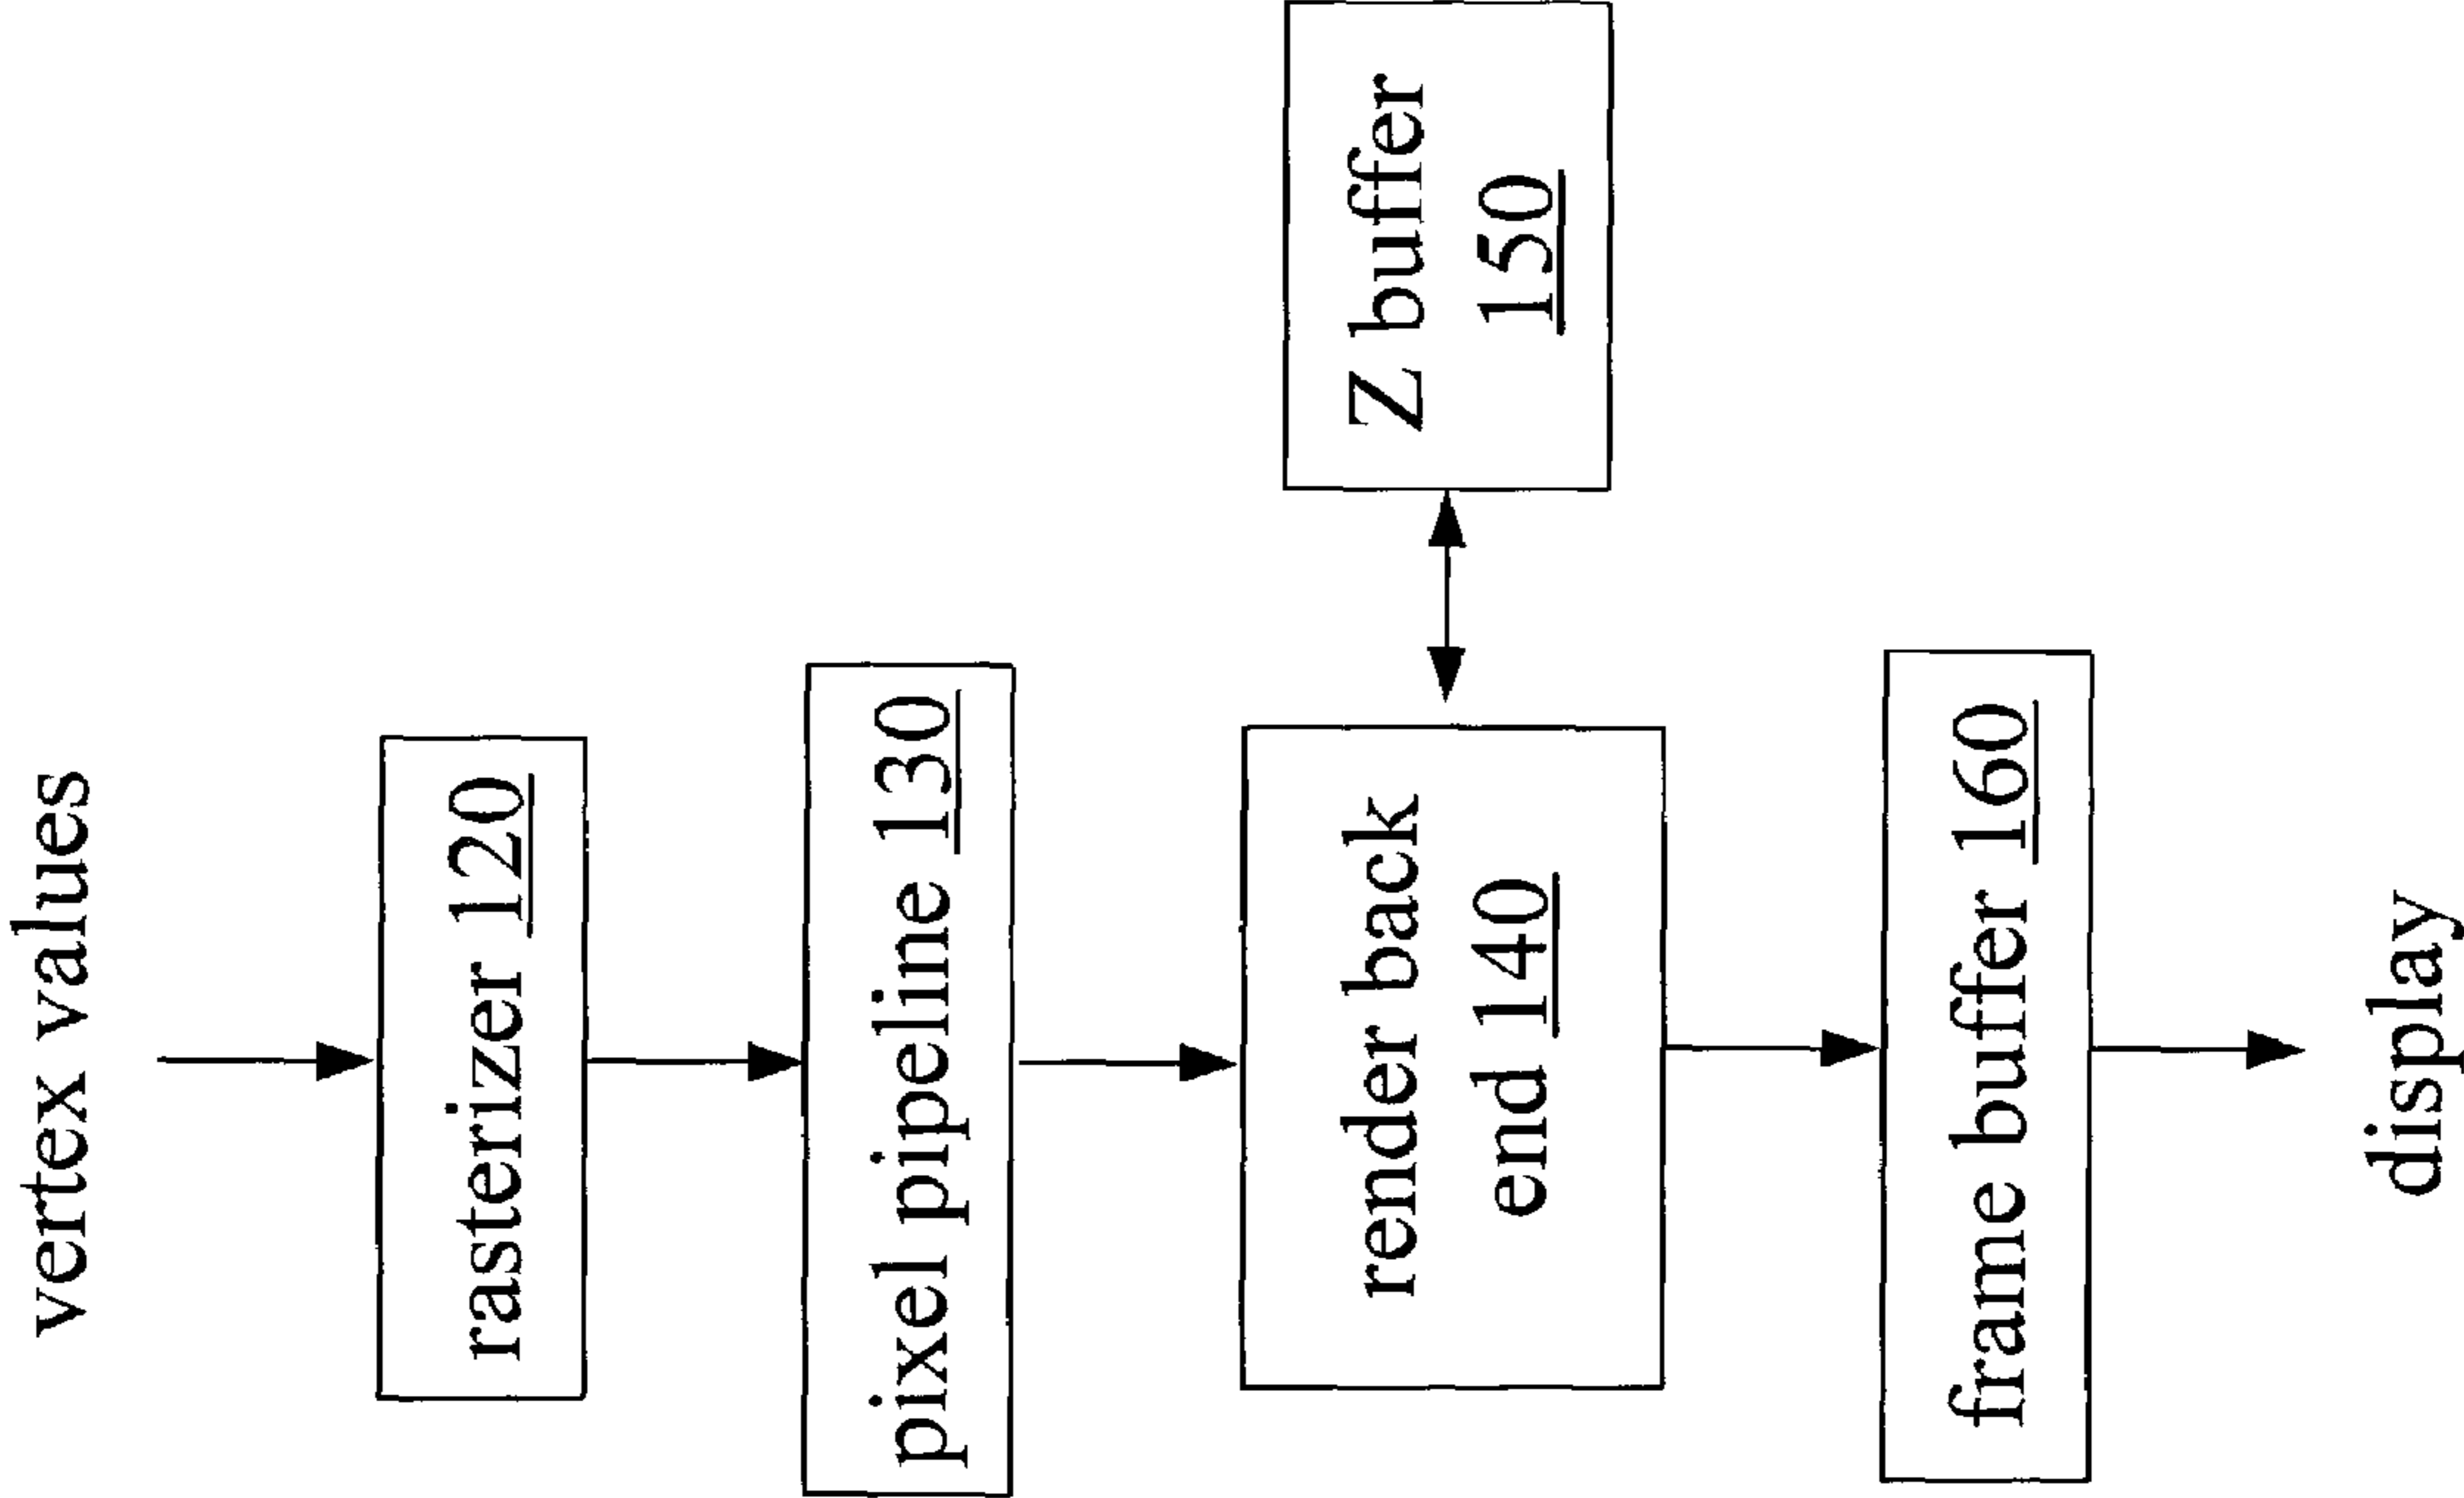 vertex values
rasterizer 120
pixel pipeline 130
render back
end 140
Z buffer
150
frame buffer 160
display